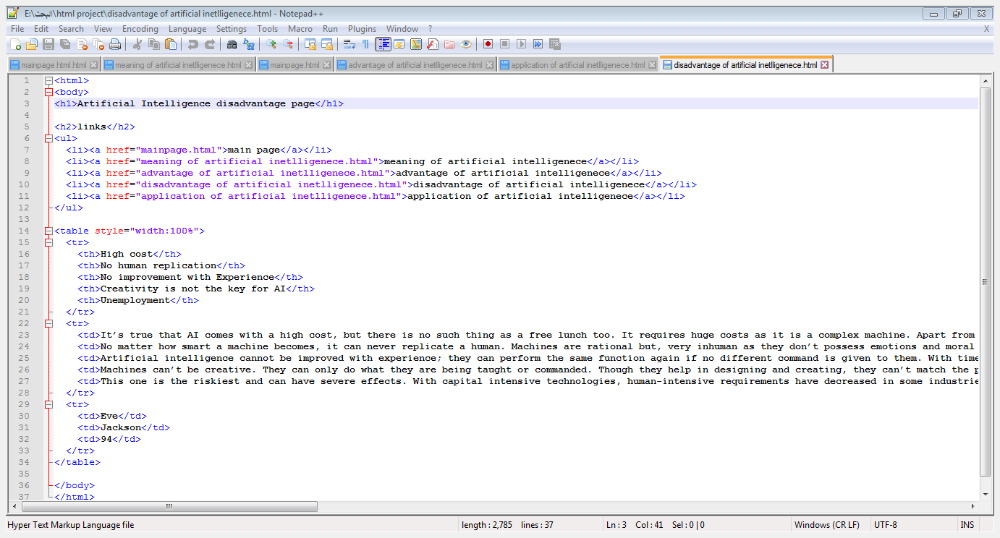 E:\البحث\html project\disadvantage of artificial inetlligenece.html - Notepad++
File Edit Search View Encoding Language Settings Tools Macro Run Plugins Window ? X
mainpage.html.html meaning of artificial inetlligenece.html mainpage.html advantage of artificial inetlligenece.html application of artificial inetlligenece.html disadvantage of artificial inetlligenece.html
1 <html>
2 <body>
3 <h1>Artificial Intelligence disadvantage page</h1>
4
5 <h2>links</h2>
6 <ul>
7 <li><a href="mainpage.html">main page</a></li>
8 <li><a href="meaning of artificial inetlligenece.html">meaning of artificial intelligenece</a></li>
9 <li><a href="advantage of artificial inetlligenece.html">advantage of artificial intelligenece</a></li>
10 <li><a href="disadvantage of artificial inetlligenece.html">disadvantage of artificial intelligenece</a></li>
11 <li><a href="application of artificial inetlligenece.html">application of artificial intelligenece</a></li>
12 </ul>
13
14 <table style="width:100%">
15 <tr>
16 <th>High cost</th>
17 <th>No human replication</th>
18 <th>No improvement with Experience</th>
19 <th>Creativity is not the key for AI</th>
20 <th>Unemployment</th>
21 </tr>
22 <tr>
23 <td>It’s true that AI comes with a high cost, but there is no such thing as a free lunch too. It requires huge costs as it is a complex machine. Apart from
24 <td>No matter how smart a machine becomes, it can never replicate a human. Machines are rational but, very inhuman as they don’t possess emotions and moral
25 <td>Artificial intelligence cannot be improved with experience; they can perform the same function again if no different command is given to them. With time
26 <td>Machines can’t be creative. They can only do what they are being taught or commanded. Though they help in designing and creating, they can’t match the
27 <td>This one is the riskiest and can have severe effects. With capital intensive technologies, human-intensive requirements have decreased in some industrie
28 </tr>
29 <tr>
30 <td>Eve</td>
31 <td>Jackson</td>
32 <td>94</td>
33 </tr>
34 </table>
35
36 </body>
37 </html>
Hyper Text Markup Language file length : 2,785 lines : 37 Ln : 3 Col : 41 Sel : 0 | 0 Windows (CR LF) UTF-8 INS